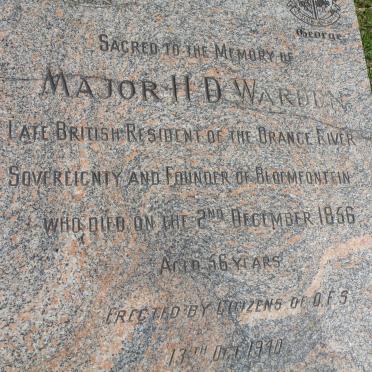 George
Sacred to the Memory of
Major H D Warden
Late British Resident of the Orange River
Sovereignty and Founder of Bloemfontein
who died on the 2nd December 1856
Aged 56 years
Erected by Citizens of O.F.S
13th Oct 1940